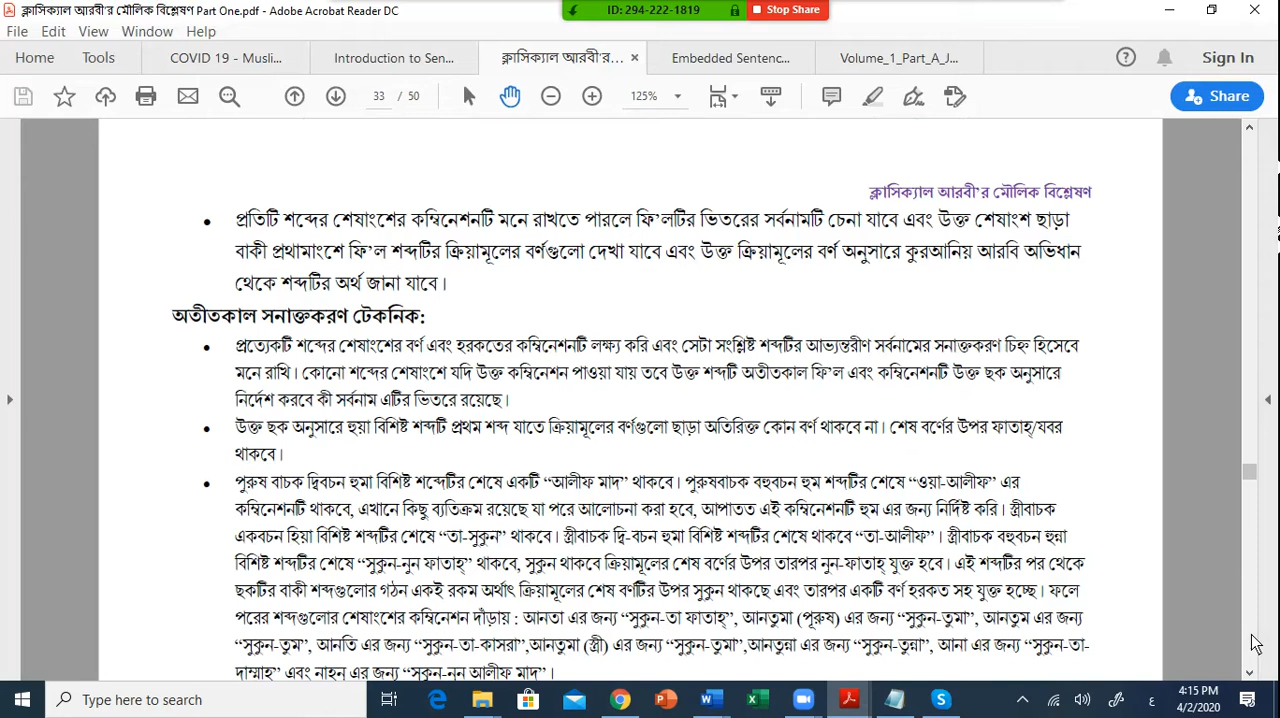 ক্লাসিক্যাল আরবী'র মৌলিক বিশ্লেষণ Part One.pdf - Adobe Acrobat Reader DC
ID: 294-222-1819
Stop Share
File Edit View Window Help
Home Tools COVID 19 - Musli... Introduction to Sen... ক্লাসিক্যাল আরবী'র... × Embedded Sentenc... Volume_1_Part_A_J... Sign In
33 / 50 125% Share
ক্লাসিক্যাল আরবী'র মৌলিক বিশ্লেষণ
• প্রতিটি শব্দের শেষাংশের কম্বিনেশনটি মনে রাখতে পারলে ফি'লটির ভিতরের সর্বনামটি চেনা যাবে এবং উক্ত শেষাংশ ছাড়া
বাকী প্রথামাংশে ফি'ল শব্দটির ক্রিয়ামূলের বর্ণগুলো দেখা যাবে এবং উক্ত ক্রিয়ামূলের বর্ণ অনুসারে কুরআনিয় আরবি অভিধান
থেকে শব্দটির অর্থ জানা যাবে।
অতীতকাল সনাক্তকরণ টেকনিক:
• প্রত্যেকটি শব্দের শেষাংশের বর্ণ এবং হরকতের কম্বিনেশনটি লক্ষ্য করি এবং সেটা সংশ্লিষ্ট শব্দটির আভ্যন্তরীণ সর্বনামের সনাক্তকরণ চিহ্ন হিসেবে
মনে রাখি। কোনো শব্দের শেষাংশে যদি উক্ত কম্বিনেশন পাওয়া যায় তবে উক্ত শব্দটি অতীতকাল ফি'ল এবং কম্বিনেশনটি উক্ত ছক অনুসারে
নির্দেশ করবে কী সর্বনাম এটির ভিতরে রয়েছে।
• উক্ত ছক অনুসারে হুয়া বিশিষ্ট শব্দটি প্রথম শব্দ যাতে ক্রিয়ামূলের বর্ণগুলো ছাড়া অতিরিক্ত কোন বর্ণ থাকবে না। শেষ বর্ণের উপর ফাতাহ্/যবর
থাকবে।
• পুরুষ বাচক দ্বিবচন হুমা বিশিষ্ট শব্দেটির শেষে একটি “আলীফ মাদ” থাকবে। পুরুষবাচক বহুবচন হুম শব্দটির শেষে “ওয়া-আলীফ” এর
কম্বিনেশনটি থাকবে, এখানে কিছু ব্যতিক্রম রয়েছে যা পরে আলোচনা করা হবে, আপাতত এই কম্বিনেশনটি হুম এর জন্য নির্দিষ্ট করি। স্ত্রীবাচক
একবচন হিয়া বিশিষ্ট শব্দটির শেষে “তা-সুকুন” থাকবে। স্ত্রীবাচক দ্বি-বচন হুমা বিশিষ্ট শব্দটির শেষে থাকবে “তা-আলীফ”। স্ত্রীবাচক বহুবচন হুন্না
বিশিষ্ট শব্দটির শেষে “সুকুন-নুন ফাতাহ্” থাকবে, সুকুন থাকবে ক্রিয়ামূলের শেষ বর্ণের উপর তারপর নুন-ফাতাহ্ যুক্ত হবে। এই শব্দটির পর থেকে
ছকটির বাকী শব্দগুলোর গঠন একই রকম অর্থাৎ ক্রিয়ামূলের শেষ বর্ণটির উপর সুকুন থাকছে এবং তারপর একটি বর্ণ হরকত সহ যুক্ত হচ্ছে। ফলে
পরের শব্দগুলোর শেষাংশের কম্বিনেশন দাঁড়ায় : আনতা এর জন্য “সুকুন-তা ফাতাহ্”, আনতুমা (পুরুষ) এর জন্য “সুকুন-তুমা”, আনতুম এর জন্য
“সুকুন-তুম”, আনতি এর জন্য “সুকুন-তা-কাসরা”,আনতুমা (স্ত্রী) এর জন্য “সুকুন-তুমা”,আনতুন্না এর জন্য “সুকুন-তুন্না”, আনা এর জন্য “সুকুন-তা-
দাম্মাহ” এবং নাহন এর জন্য “সুকুন-নুন আলীফ মাদ”।
Type here to search
4:15 PM
4/2/2020